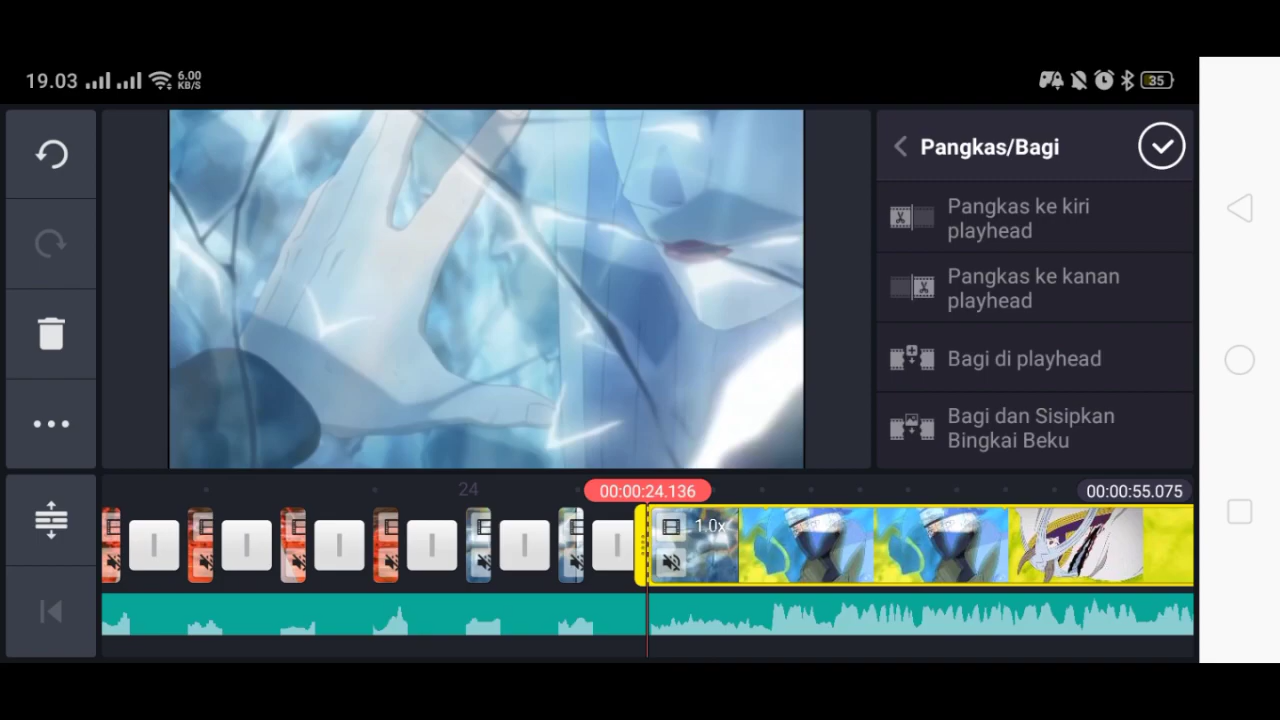 19.03
6.00
KB/S
35
Pangkas/Bagi
Pangkas ke kiri
playhead
Pangkas ke kanan
playhead
Bagi di playhead
Bagi dan Sisipkan
Bingkai Beku
24
00:00:24.136
00:00:55.075
1.0x